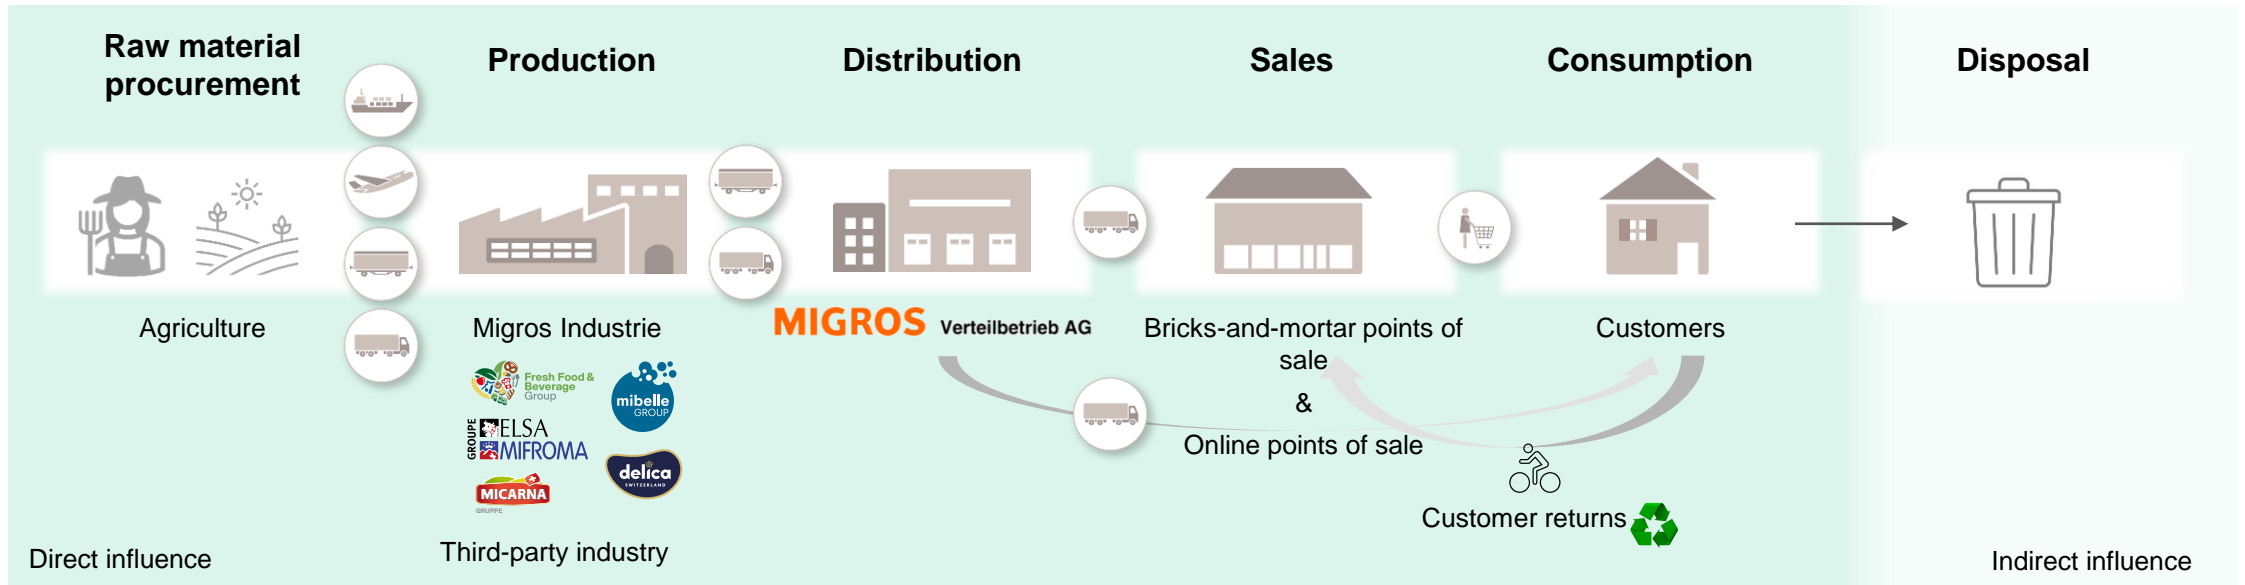 Raw material
procurement
Production
Distribution
Sales
Consumption
Disposal
Agriculture
Migros Industrie
MIGROS Verteilbetrieb AG
Bricks-and-mortar points of
sale
&
Online points of sale
Customers
Fresh Food &
Beverage
Group
mibelle
GROUP
GROUPE
ELSA
MIFROMA
delica
SWITZERLAND
MICARNA
GRUPPE
Customer returns
Third-party industry
Direct influence
Indirect influence